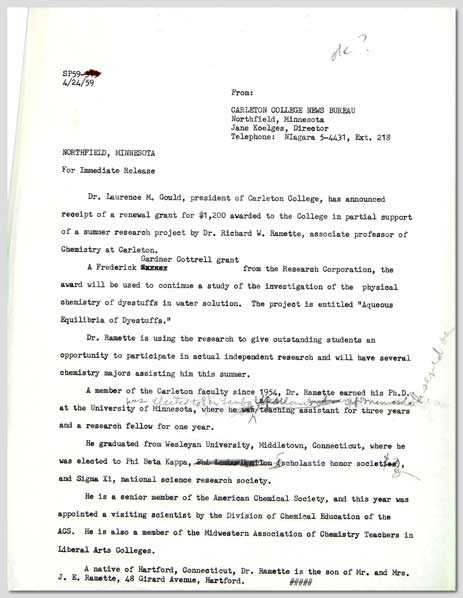 ok?
SP59-
4/24/59
From:
CARLETON COLLEGE NEWS BUREAU
Northfield, Minnesota
Jane Koelges, Director
Telephone: NIagara 5-4431, Ext. 218
NORTHFIELD, MINNESOTA
For Immediate Release
Dr. Laurence M. Gould, president of Carleton College, has announced
receipt of a renewal grant for $1,200 awarded to the College in partial support
of a summer research project by Dr. Richard W. Ramette, associate professor of
Chemistry at Carleton.
Gardner Cottrell grant
A Frederick from the Research Corporation, the
award will be used to continue a study of the investigation of the physical
chemistry of dyestuffs in water solution. The project is entitled "Aqueous
Equilibria of Dyestuffs."
Dr. Ramette is using the research to give outstanding students an
opportunity to participate in actual independent research and will have several
chemistry majors assisting him this summer.
A member of the Carleton faculty since 1954, Dr. Ramette earned his Ph.D.
was elected to
served as
at the University of Minnesota, where he was teaching assistant for three years
and a research fellow for one year.
He graduated from Wesleyan University, Middletown, Connecticut, where he
was elected to Phi Beta Kappa, scholastic honor societies,
and Sigma Xi, national science research society.
He is a senior member of the American Chemical Society, and this year was
appointed a visiting scientist by the Division of Chemical Education of the
ACS. He is also a member of the Midwestern Association of Chemistry Teachers in
Liberal Arts Colleges.
A native of Hartford, Connecticut, Dr. Ramette is the son of Mr. and Mrs.
J. E. Ramette, 48 Girard Avenue, Hartford. #####